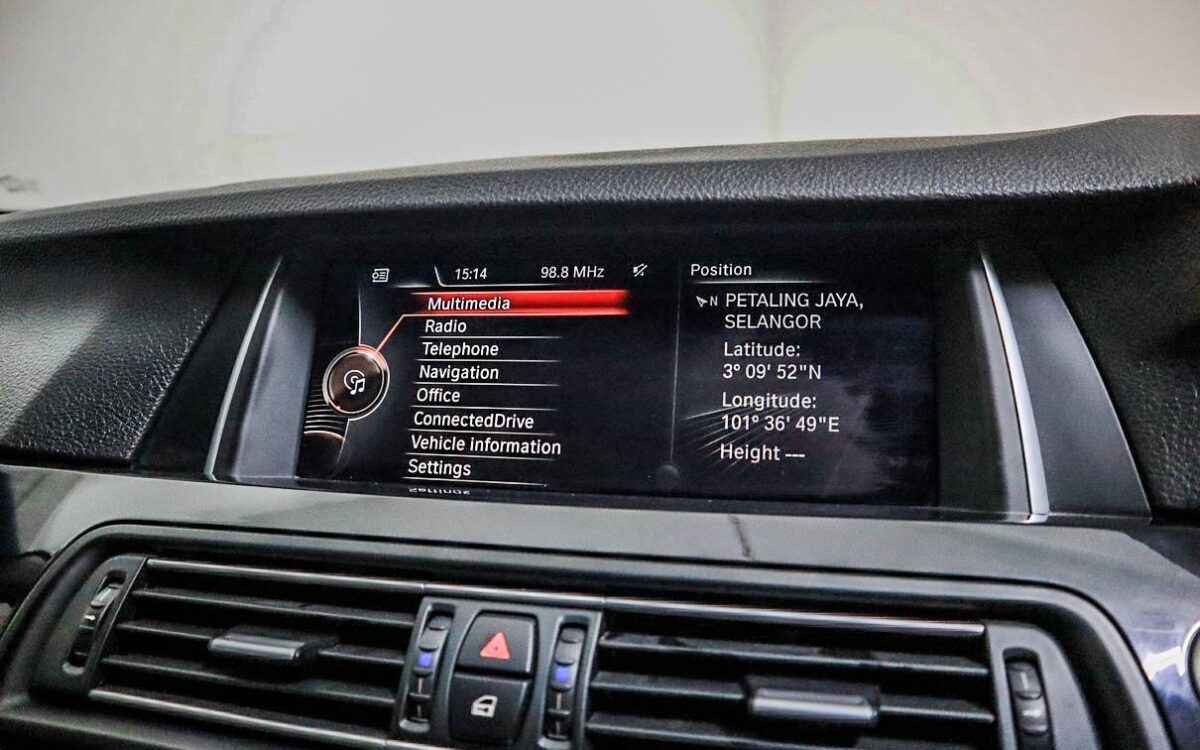 15:14 98.8 MHz
Multimedia
Radio
Telephone
Navigation
Office
ConnectedDrive
Vehicle information
Settings
Position
N PETALING JAYA,
SELANGOR
Latitude:
3° 09' 52"N
Longitude:
101° 36' 49"E
Height ---